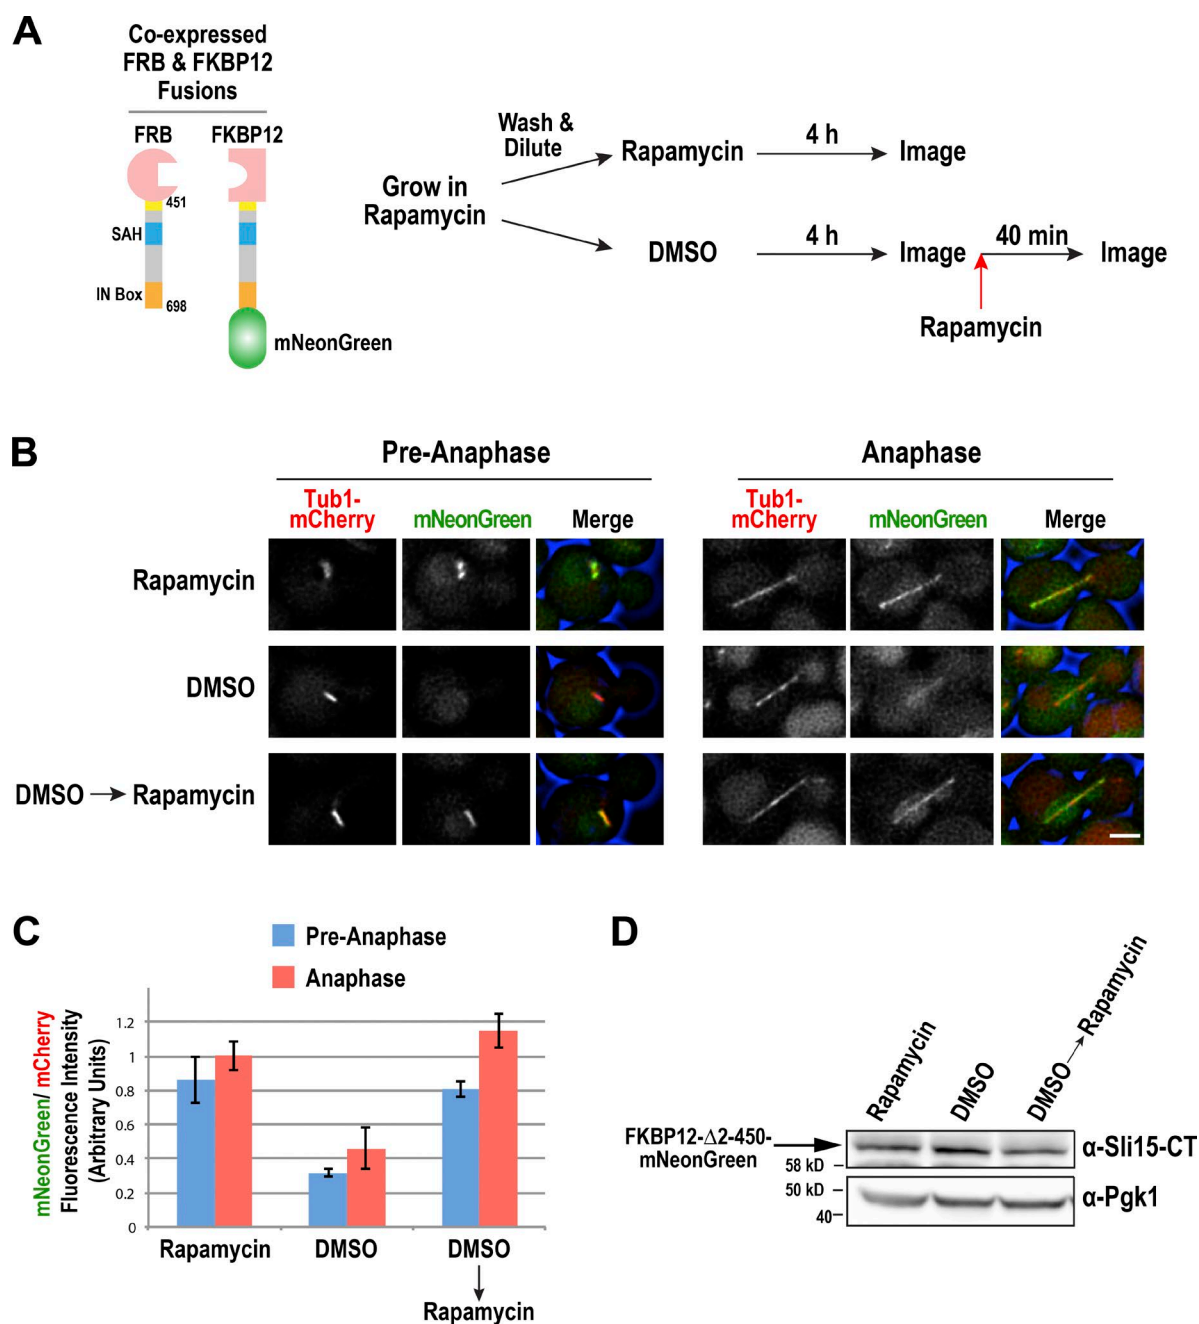 A
Co-expressed
FRB & FKBP12
Fusions
FRB FKBP12
451
SAH
IN Box
698
mNeonGreen
Grow in
Rapamycin
Wash &
Dilute
Rapamycin 4 h Image
DMSO 4 h Image 40 min Image
Rapamycin
B
Pre-Anaphase Anaphase
Tub1-
mCherry mNeonGreen Merge
Tub1-
mCherry mNeonGreen Merge
Rapamycin
DMSO
DMSO Rapamycin
C
Pre-Anaphase
Anaphase
mNeonGreen/ mCherry
Fluorescence Intensity
(Arbitrary Units)
1.2
1
0.8
0.6
0.4
0.2
0
Rapamycin DMSO DMSO
Rapamycin
D
Rapamycin
DMSO
DMSO Rapamycin
FKBP12-Δ2-450-
mNeonGreen
58 kD
α-Sli15-CT
50 kD
40
α-Pgk1